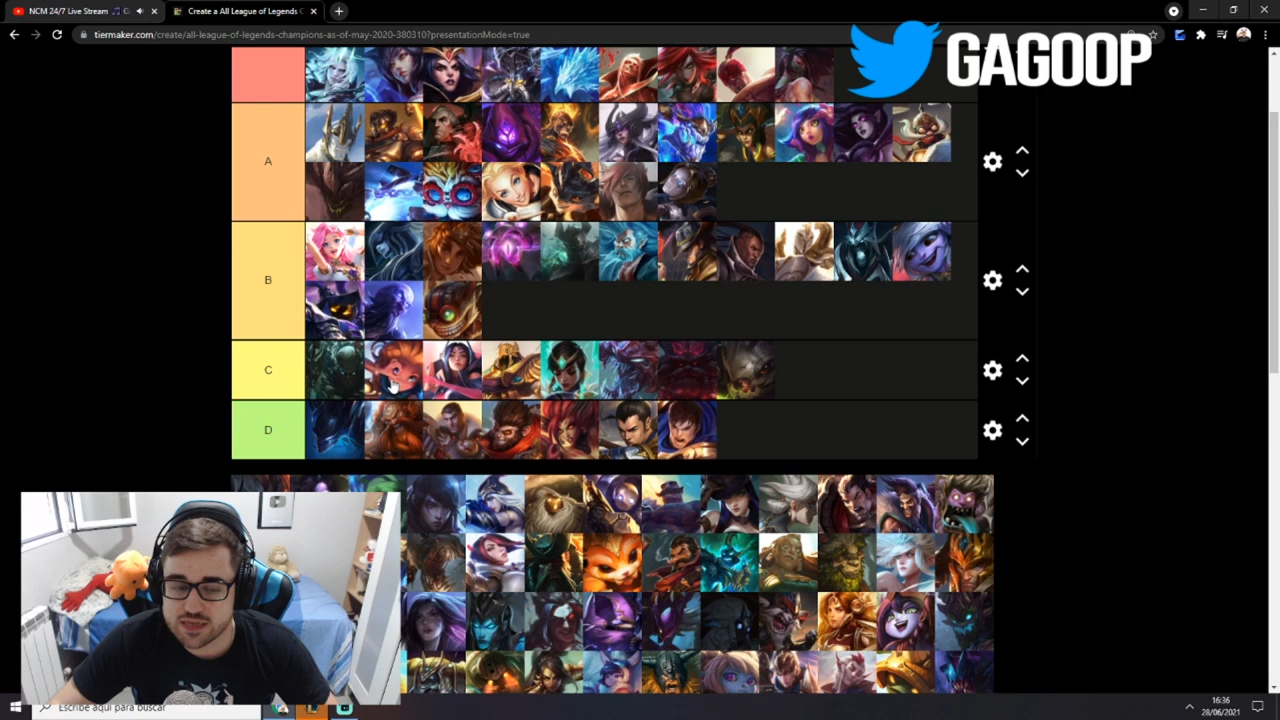 NCM 24/7 Live Stream
Create a All League of Legends C
tiermaker.com/create/all-league-of-legends-champions-as-of-may-2020-380310?presentationMode=true
GAGOOP
A
B
C
D
Escribe aquí para buscar
16:36
28/06/2021